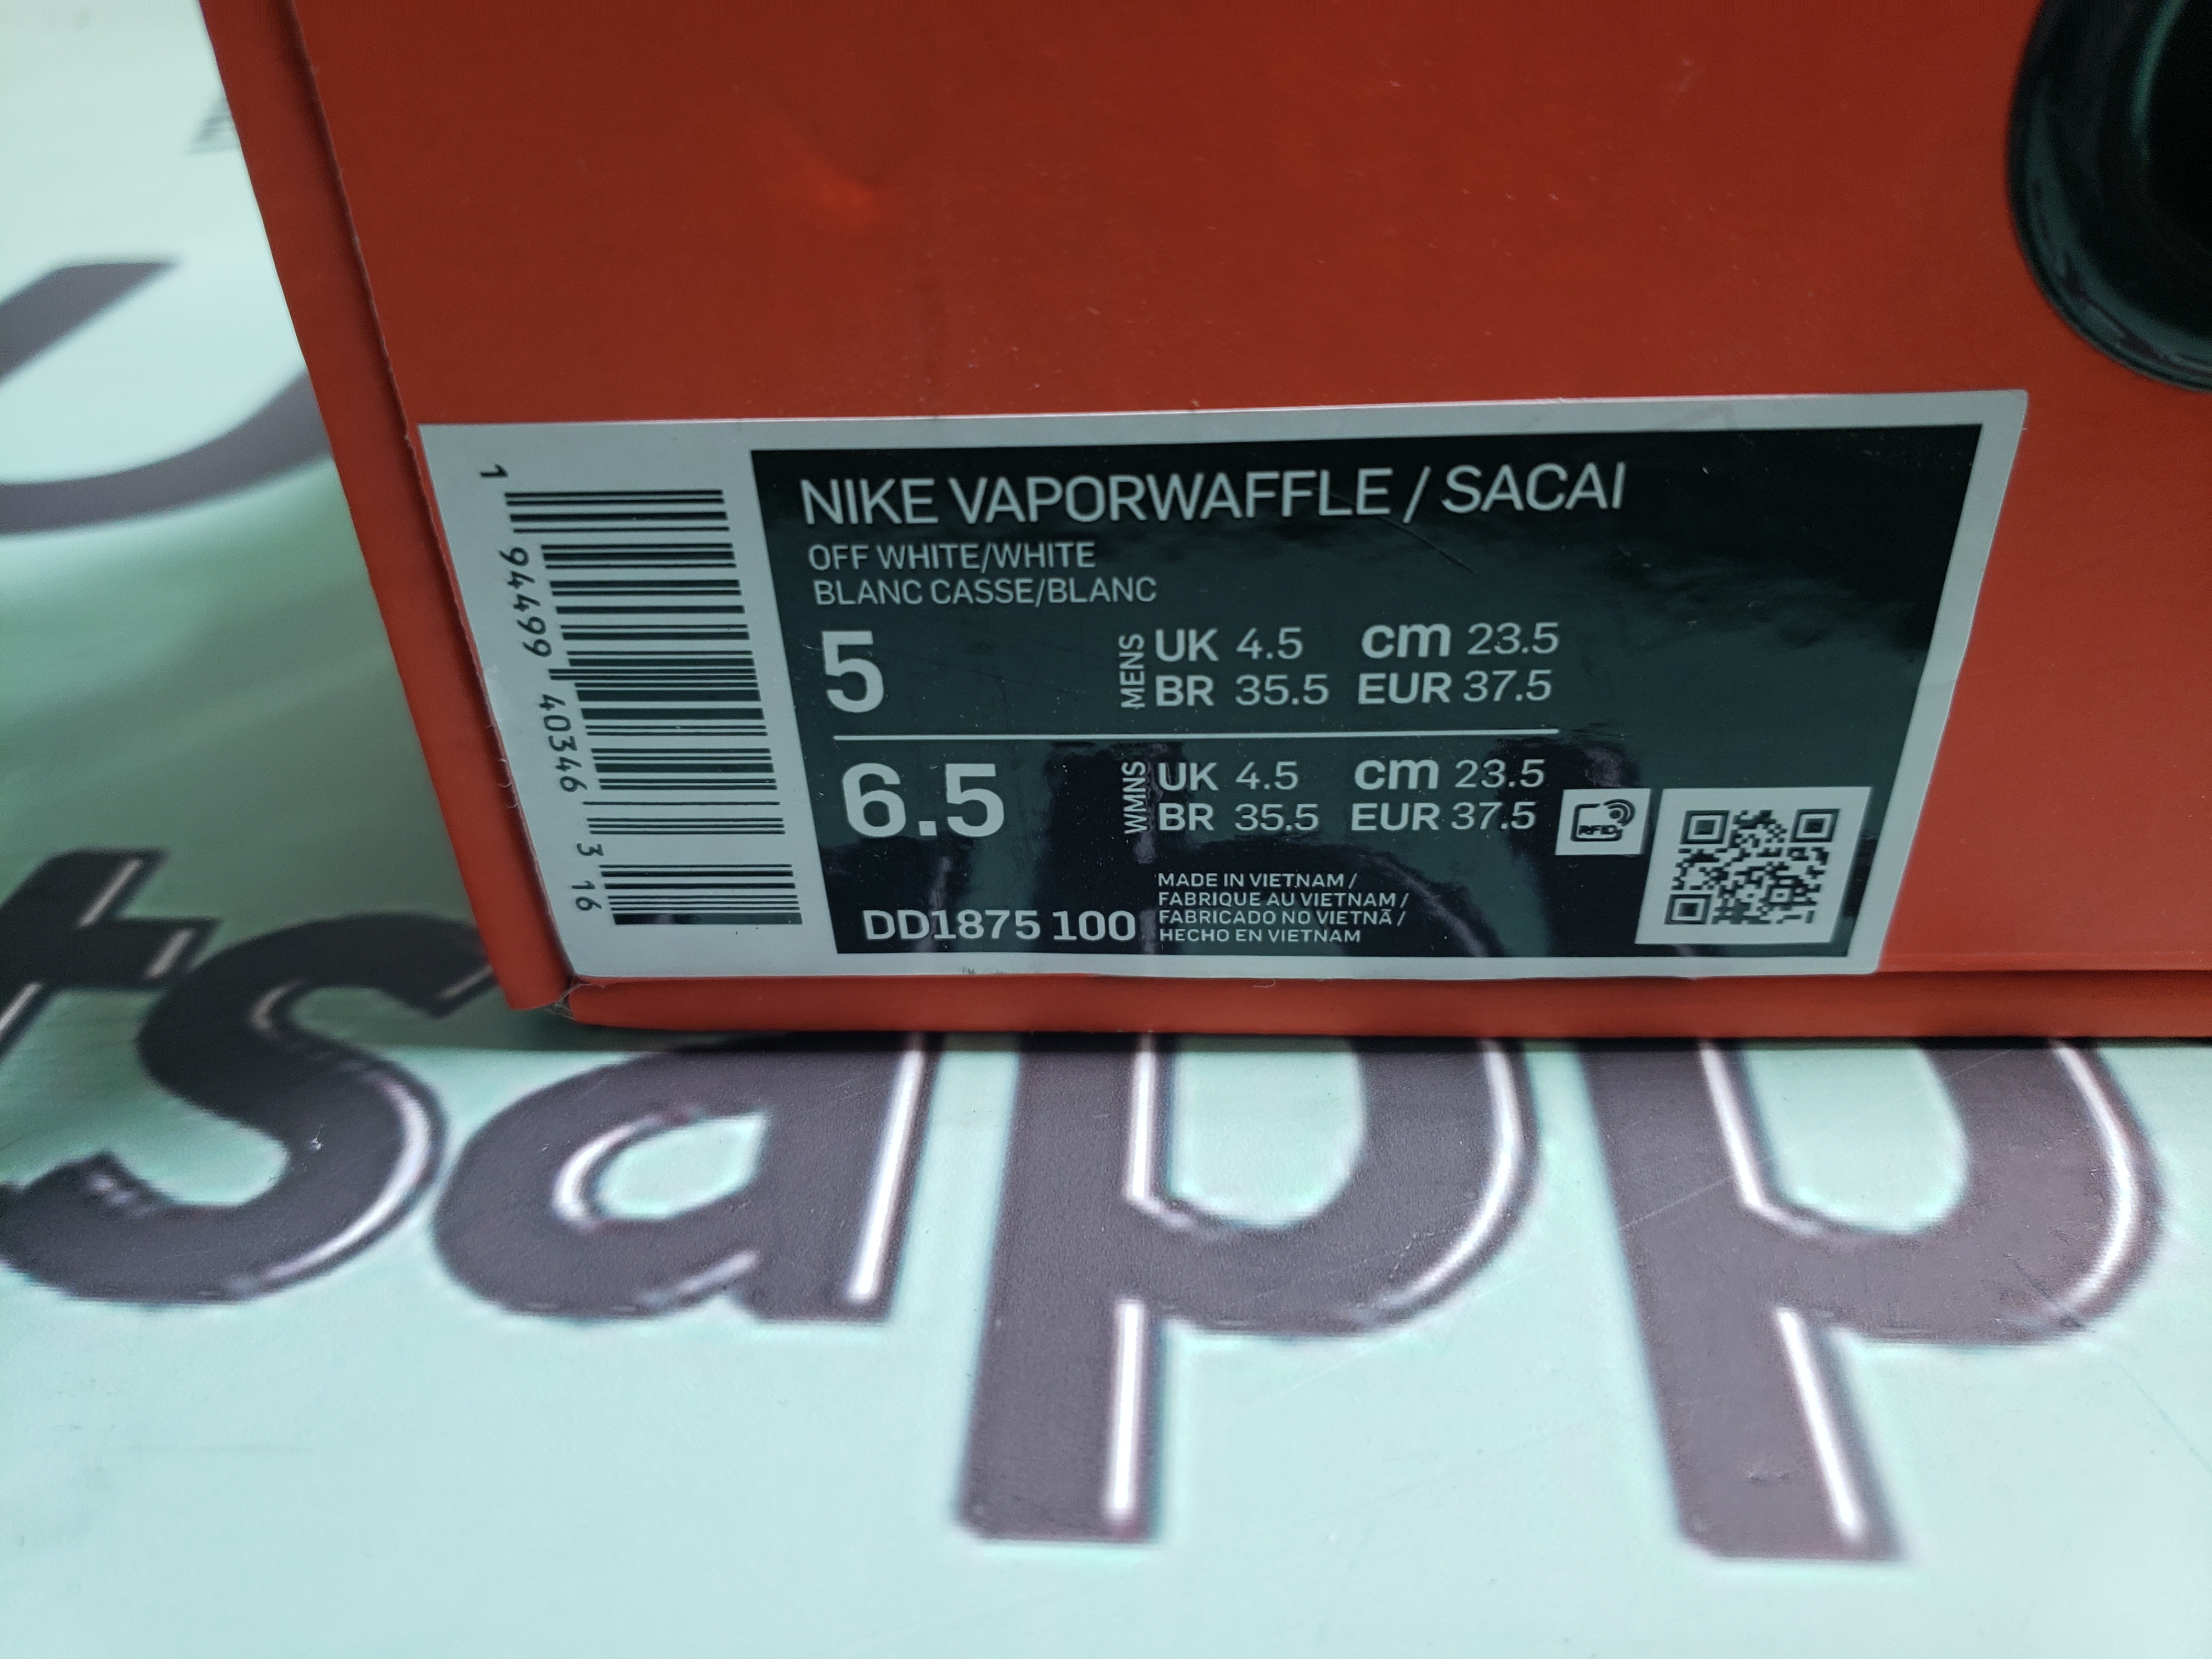 NIKE VAPORWAFFLE / SACAI
OFF WHITE/WHITE
BLANC CASSE/BLANC
5
MENS
UK 4.5 cm 23.5
BR 35.5 EUR 37.5
6.5
WMNS
UK 4.5 cm 23.5
BR 35.5 EUR 37.5
RFID
DD1875 100
MADE IN VIETNAM /
FABRIQUE AU VIETNAM /
FABRICADO NO VIETNÃ /
HECHO EN VIETNAM
1 94499 40346 3 16
tsapp